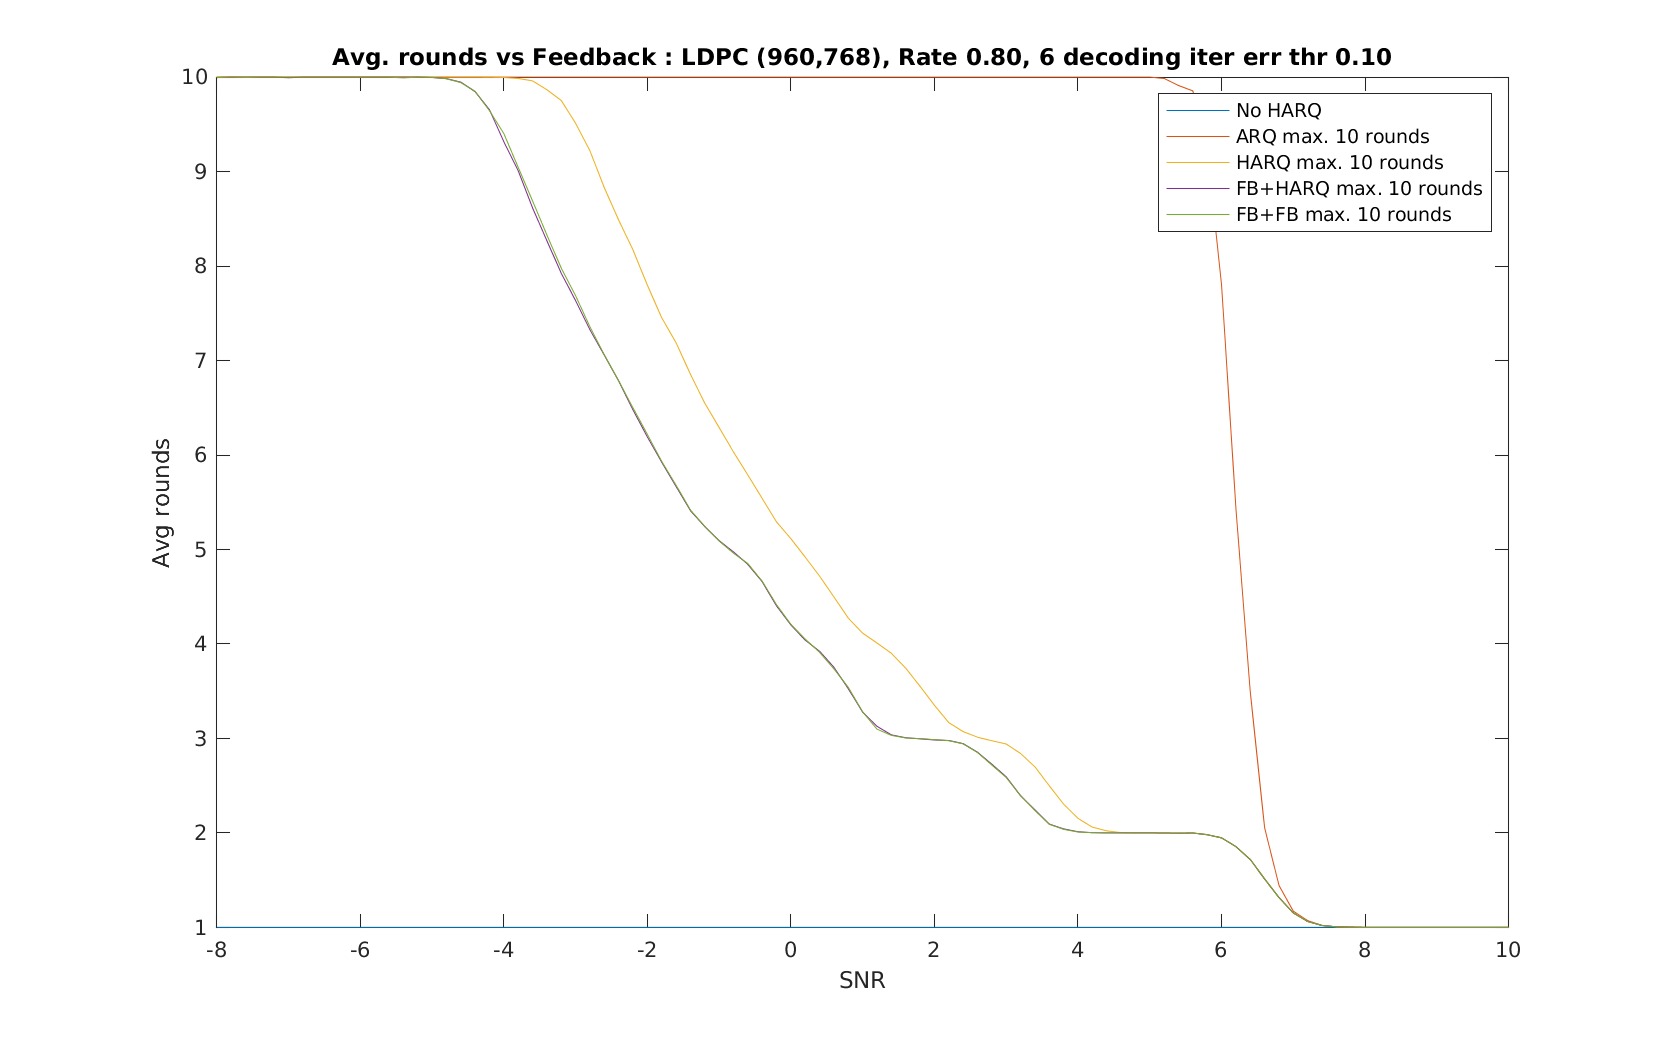 Avg. rounds vs Feedback : LDPC (960,768), Rate 0.80, 6 decoding iter err thr 0.10
10
9
8
7
6
5
4
3
2
1
Avg rounds
No HARQ
ARQ max. 10 rounds
HARQ max. 10 rounds
FB+HARQ max. 10 rounds
FB+FB max. 10 rounds
-8 -6 -4 -2 0 2 4 6 8 10
SNR